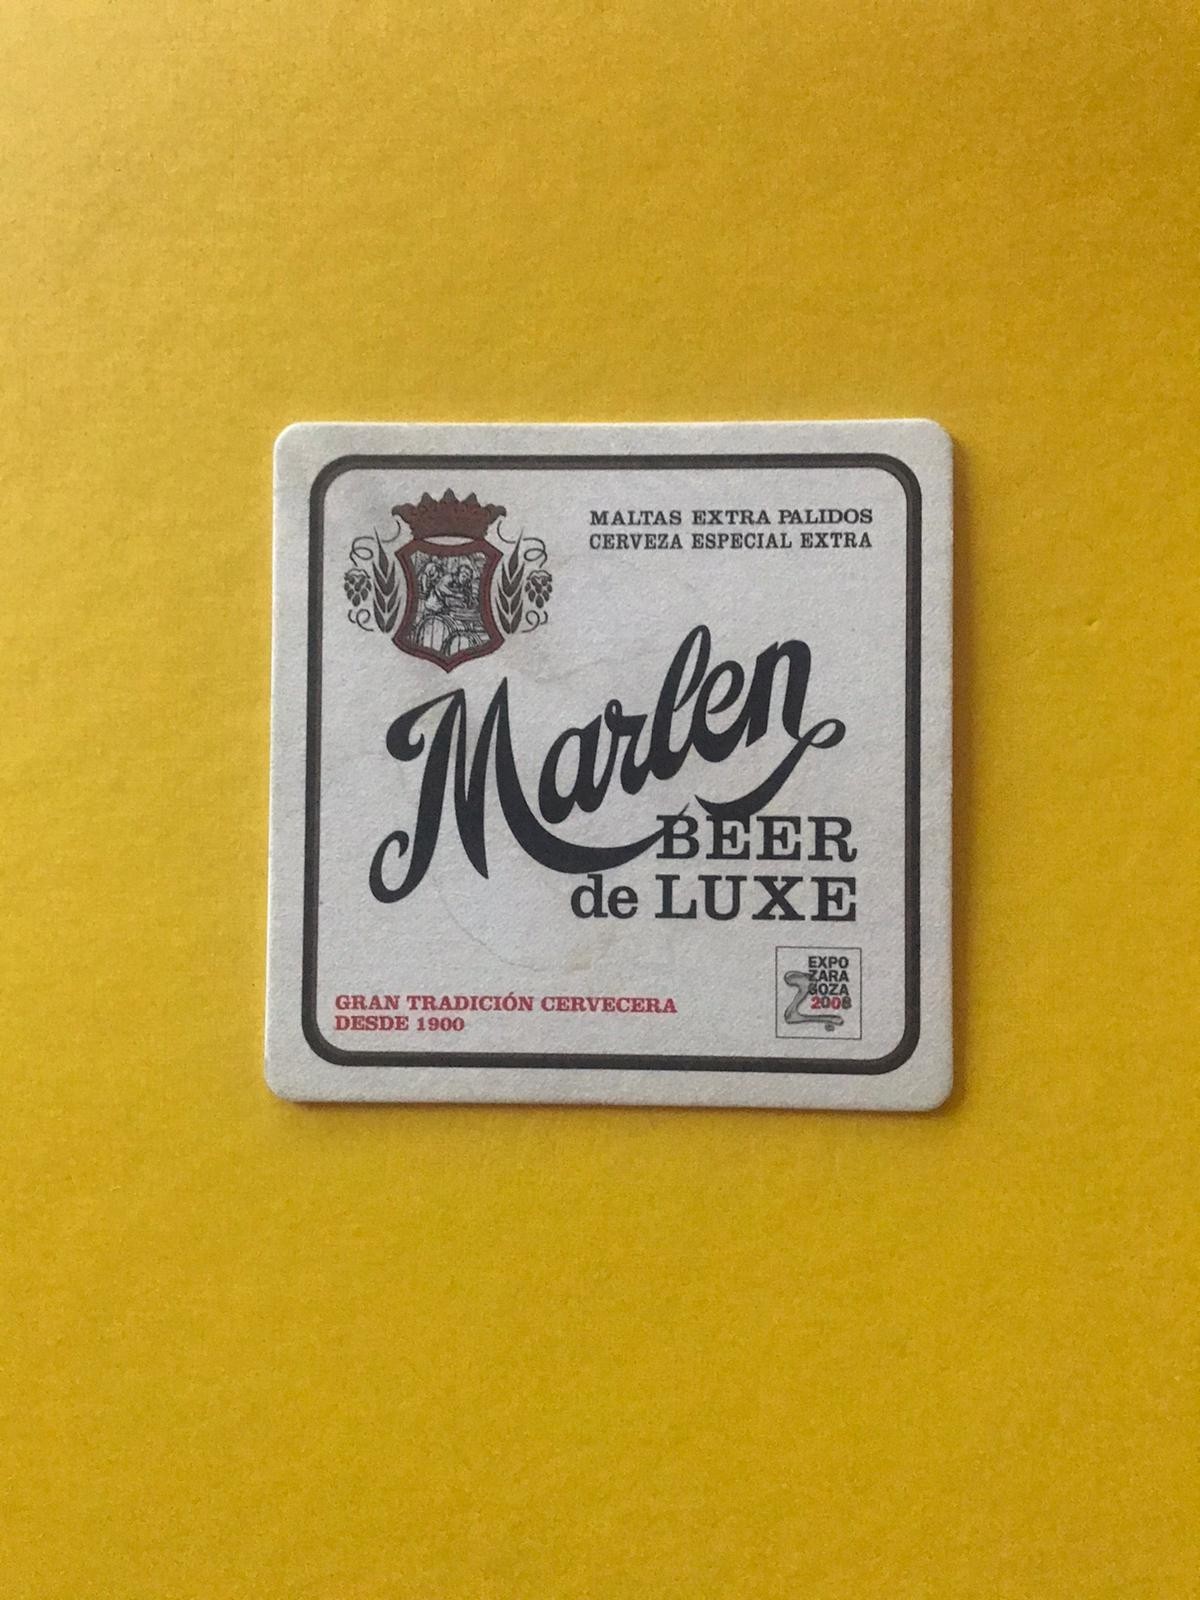 MALTAS EXTRA PALIDOS
CERVEZA ESPECIAL EXTRA
Marlen
BEER
de LUXE
GRAN TRADICIÓN CERVECERA
DESDE 1900
EXPO
ZARA
GOZA
2008